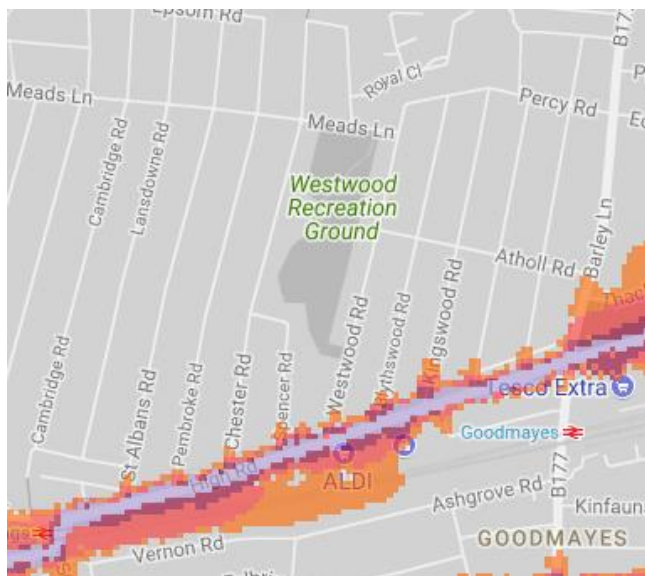 Epsom Rd
B177
Royal Cl
Meads Ln
Percy Rd
Meads Ln
Cambridge Rd
Lansdowne Rd
Westwood
Recreation
Ground
Atholl Rd
Barley Ln
Westwood Rd
Kingswood Rd
Cambridge Rd
St Albans Rd
Pembroke Rd
Chester Rd
Spencer Rd
Tesco Extra
Goodmayes
High Rd
ALDI
B177
Ashgrove Rd
Kinfauns
GOODMAYES
Vernon Rd